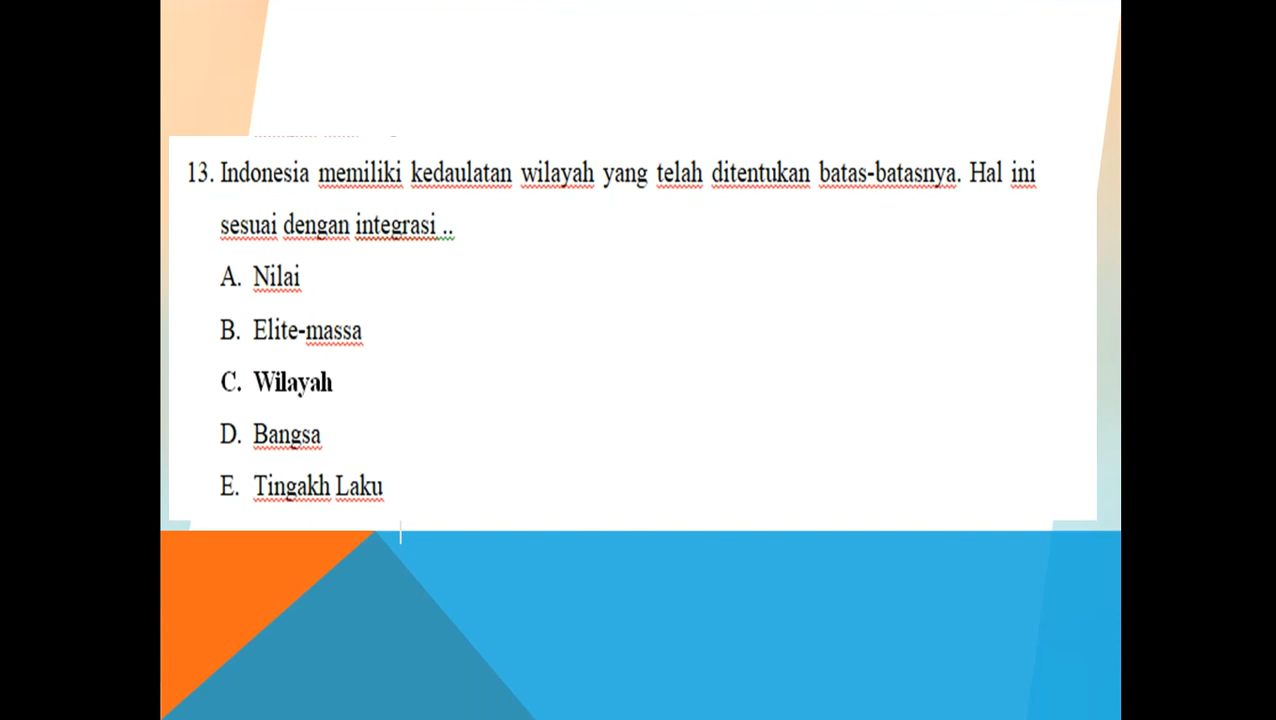 13. Indonesia memiliki kedaulatan wilayah yang telah ditentukan batas-batasnya. Hal ini
sesuai dengan integrasi ..
A. Nilai
B. Elite-massa
C. Wilayah
D. Bangsa
E. Tingakh Laku